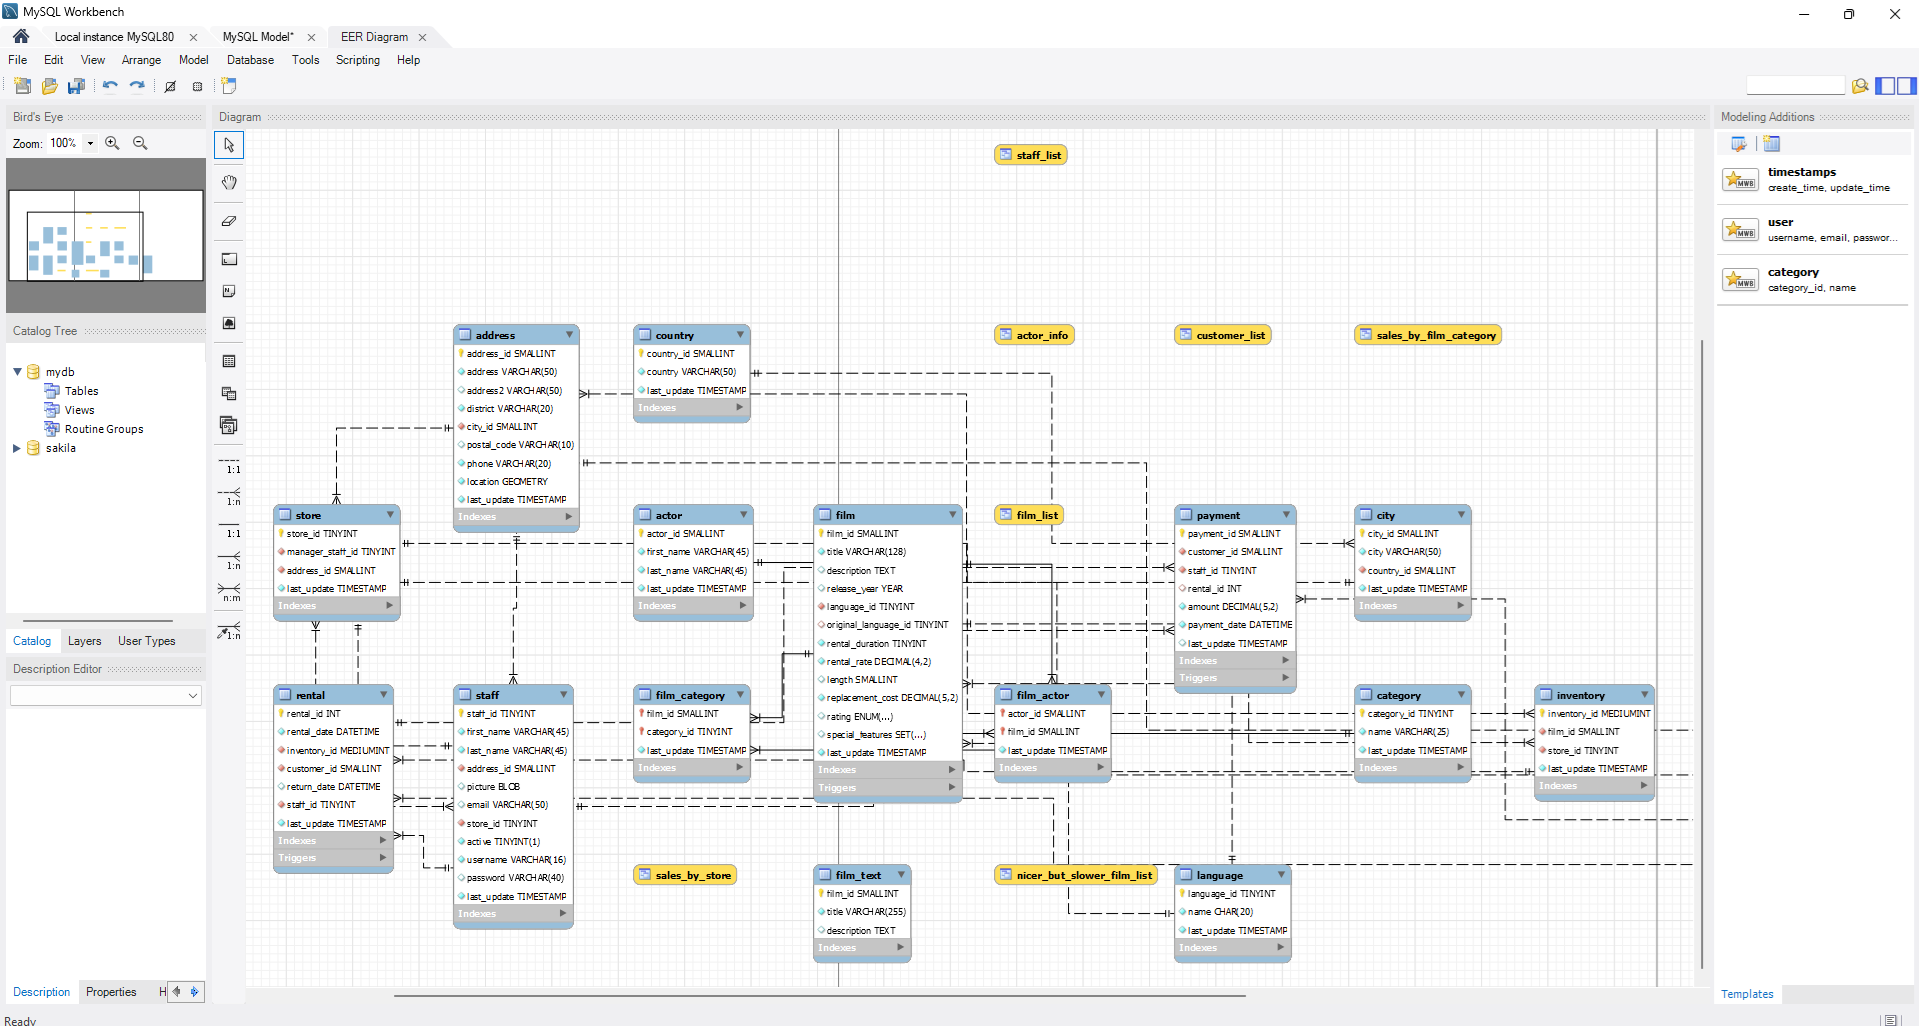 MySQL Workbench
Local instance MySQL80
MySQL Model*
EER Diagram
File Edit View Arrange Model Database Tools Scripting Help
Bird's Eye
Zoom: 100%
Catalog Tree
mydb
Tables
Views
Routine Groups
sakila
Catalog Layers User Types
Description Editor
Description Properties H
Ready
Diagram
1:1
1:n
1:1
1:n
n:m
1:n
staff_list
address
address_id SMALLINT
address VARCHAR(50)
address2 VARCHAR(50)
district VARCHAR(20)
city_id SMALLINT
postal_code VARCHAR(10)
phone VARCHAR(20)
location GEOMETRY
last_update TIMESTAMP
Indexes
country
country_id SMALLINT
country VARCHAR(50)
last_update TIMESTAMP
Indexes
actor_info
customer_list
sales_by_film_category
store
store_id TINYINT
manager_staff_id TINYINT
address_id SMALLINT
last_update TIMESTAMP
Indexes
actor
actor_id SMALLINT
first_name VARCHAR(45)
last_name VARCHAR(45)
last_update TIMESTAMP
Indexes
film
film_id SMALLINT
title VARCHAR(128)
description TEXT
release_year YEAR
language_id TINYINT
original_language_id TINYINT
rental_duration TINYINT
rental_rate DECIMAL(4,2)
length SMALLINT
replacement_cost DECIMAL(5,2)
rating ENUM(...)
special_features SET(...)
last_update TIMESTAMP
Indexes
Triggers
film_list
payment
payment_id SMALLINT
customer_id SMALLINT
staff_id TINYINT
rental_id INT
amount DECIMAL(5,2)
payment_date DATETIME
last_update TIMESTAMP
Indexes
Triggers
city
city_id SMALLINT
city VARCHAR(50)
country_id SMALLINT
last_update TIMESTAMP
Indexes
rental
rental_id INT
rental_date DATETIME
inventory_id MEDIUMINT
customer_id SMALLINT
return_date DATETIME
staff_id TINYINT
last_update TIMESTAMP
Indexes
Triggers
staff
staff_id TINYINT
first_name VARCHAR(45)
last_name VARCHAR(45)
address_id SMALLINT
picture BLOB
email VARCHAR(50)
store_id TINYINT
active TINYINT(1)
username VARCHAR(16)
password VARCHAR(40)
last_update TIMESTAMP
Indexes
film_category
film_id SMALLINT
category_id TINYINT
last_update TIMESTAMP
Indexes
film_actor
actor_id SMALLINT
film_id SMALLINT
last_update TIMESTAMP
Indexes
category
category_id TINYINT
name VARCHAR(25)
last_update TIMESTAMP
Indexes
inventory
inventory_id MEDIUMINT
film_id SMALLINT
store_id TINYINT
last_update TIMESTAMP
Indexes
sales_by_store
film_text
film_id SMALLINT
title VARCHAR(255)
description TEXT
Indexes
nicer_but_slower_film_list
language
language_id TINYINT
name CHAR(20)
last_update TIMESTAMP
Indexes
Modeling Additions
timestamps
create_time, update_time
user
username, email, passwor...
category
category_id, name
MWB
MWB
MWB
Templates